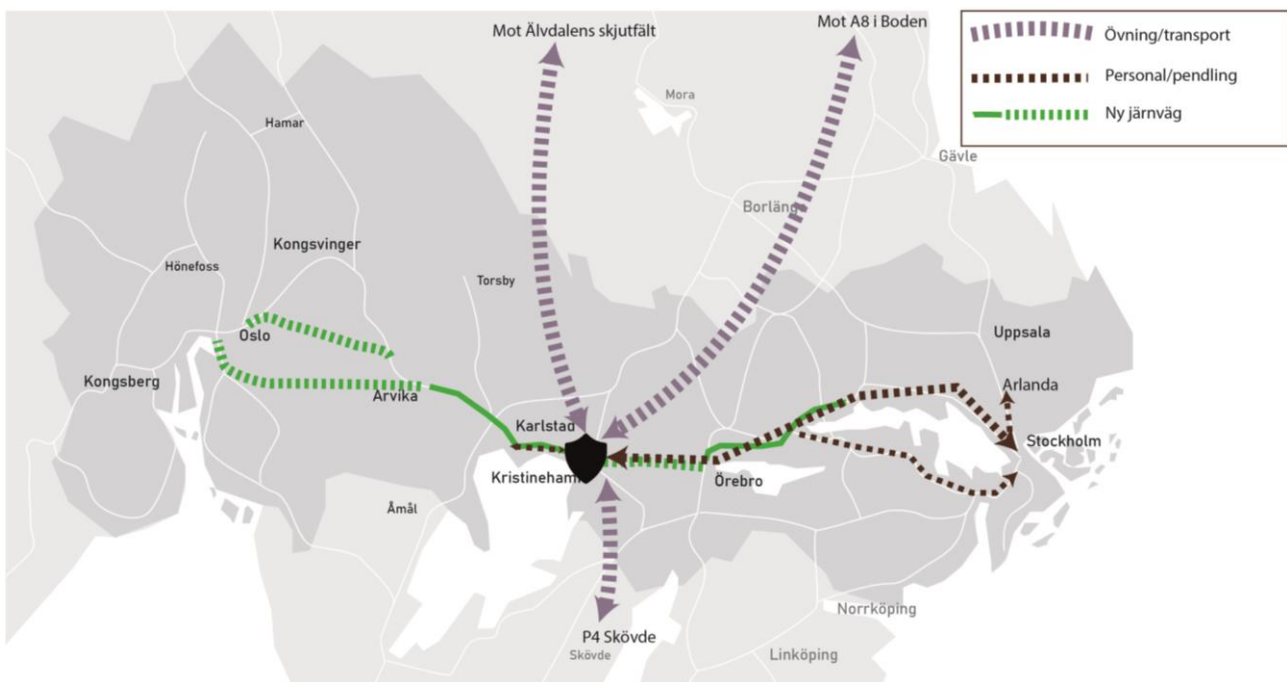 Mot Älvdalens skjutfält
Mot A8 i Boden
Övning/transport
Personal/pendling
Ny järnväg
Mora
Hamar
Gävle
Borlänge
Kongsvinger
Hönefoss
Torsby
Oslo
Uppsala
Kongsberg
Arvika
Arlanda
Karlstad
Stockholm
Kristineham
Örebro
Åmål
Norrköping
P4 Skövde
Skövde
Linköping